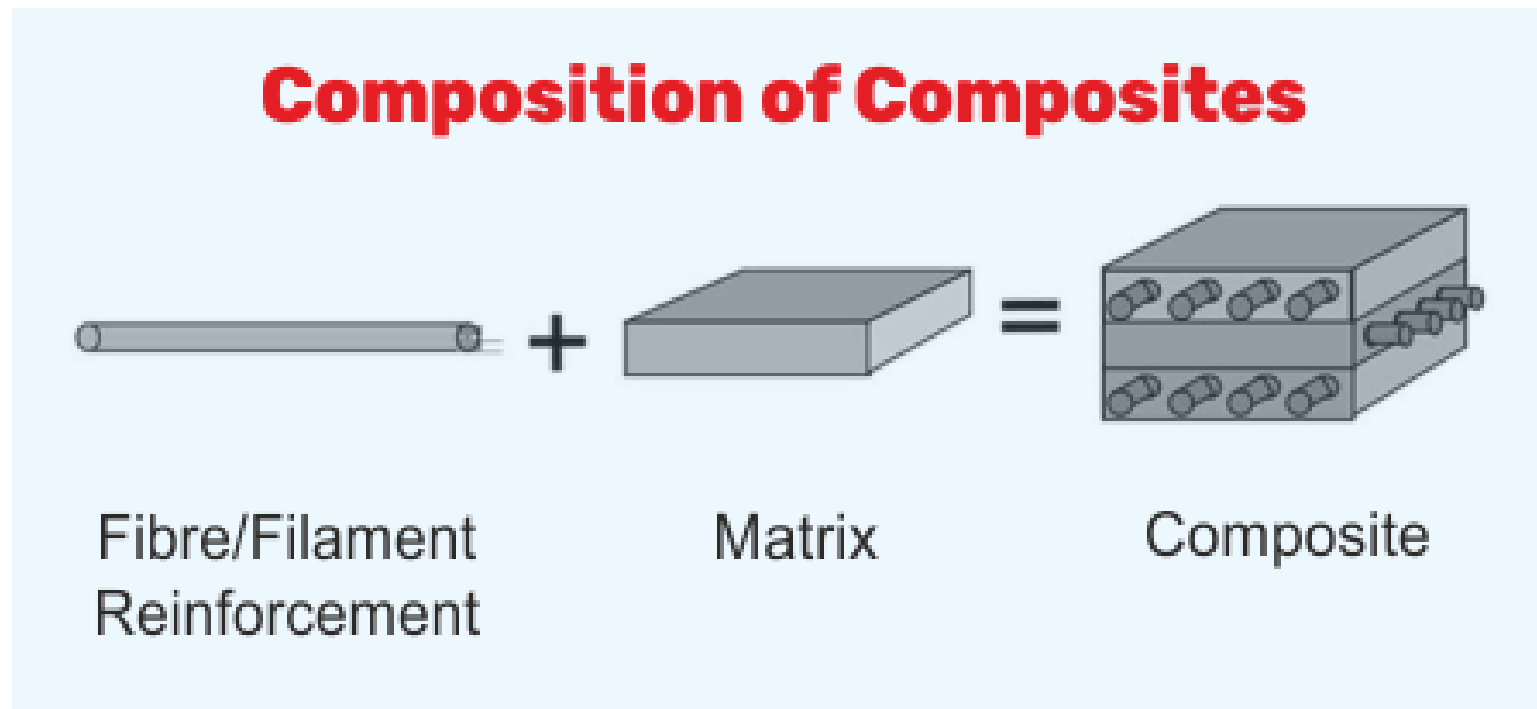 Composition of Composites
+
=
Fibre/Filament
Reinforcement
Matrix
Composite